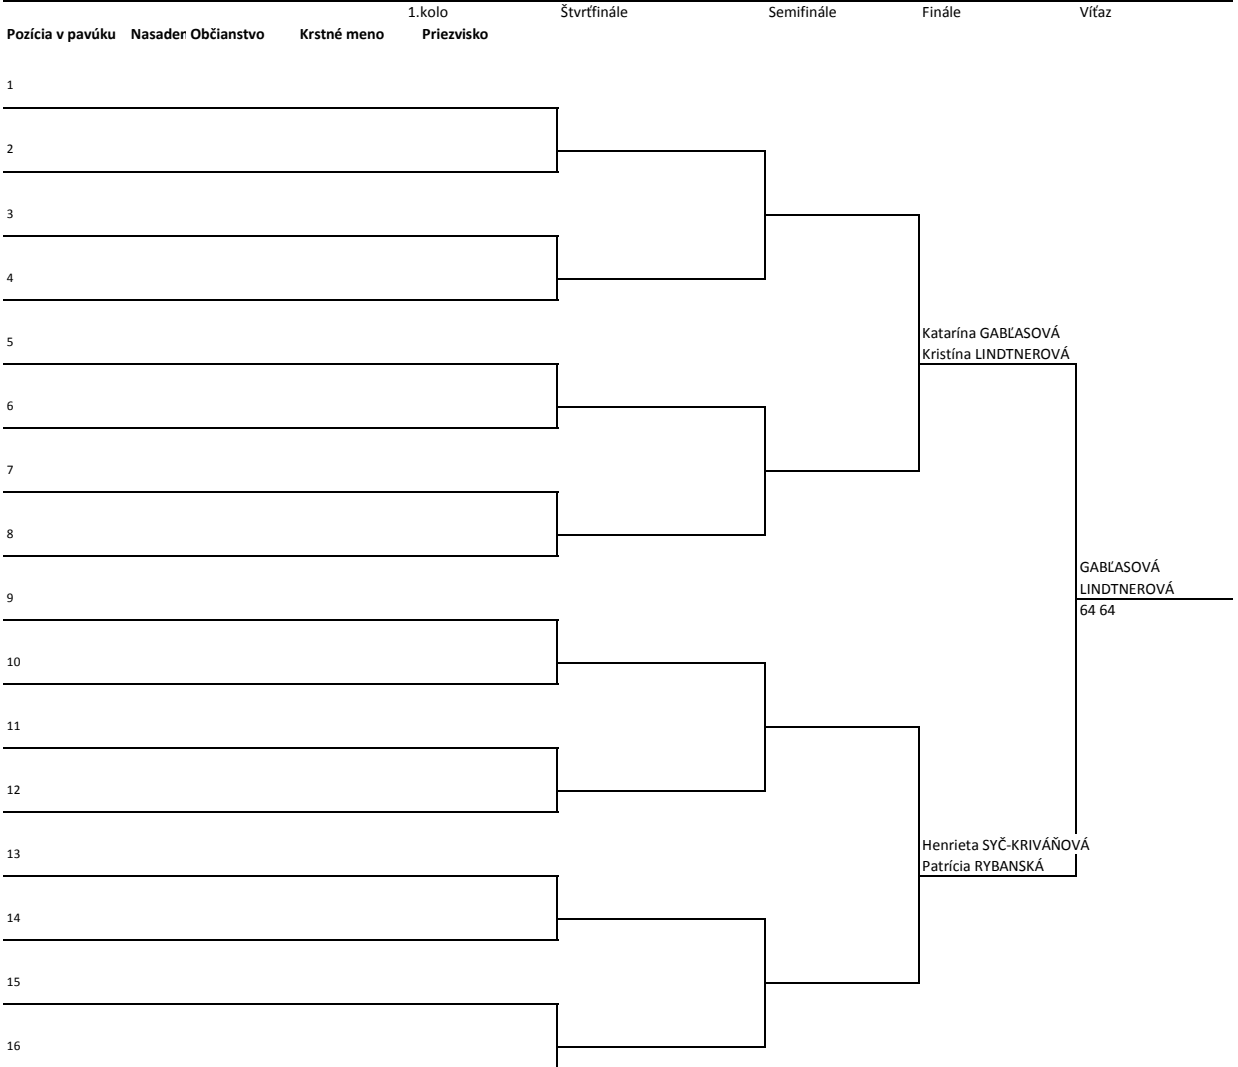 1.kolo Štvrťfinále Semifinále Finále Víťaz
Pozícia v pavúku Nasaden Občianstvo Krstné meno Priezvisko
1
2
3
4
Katarína GABĽASOVÁ
5
Kristína LINDTNEROVÁ
6
7
8
GABĽASOVÁ
LINDTNEROVÁ
9
64 64
10
11
12
Henrieta SYČ-KRIVÁŇOVÁ
13
Patrícia RYBANSKÁ
14
15
16